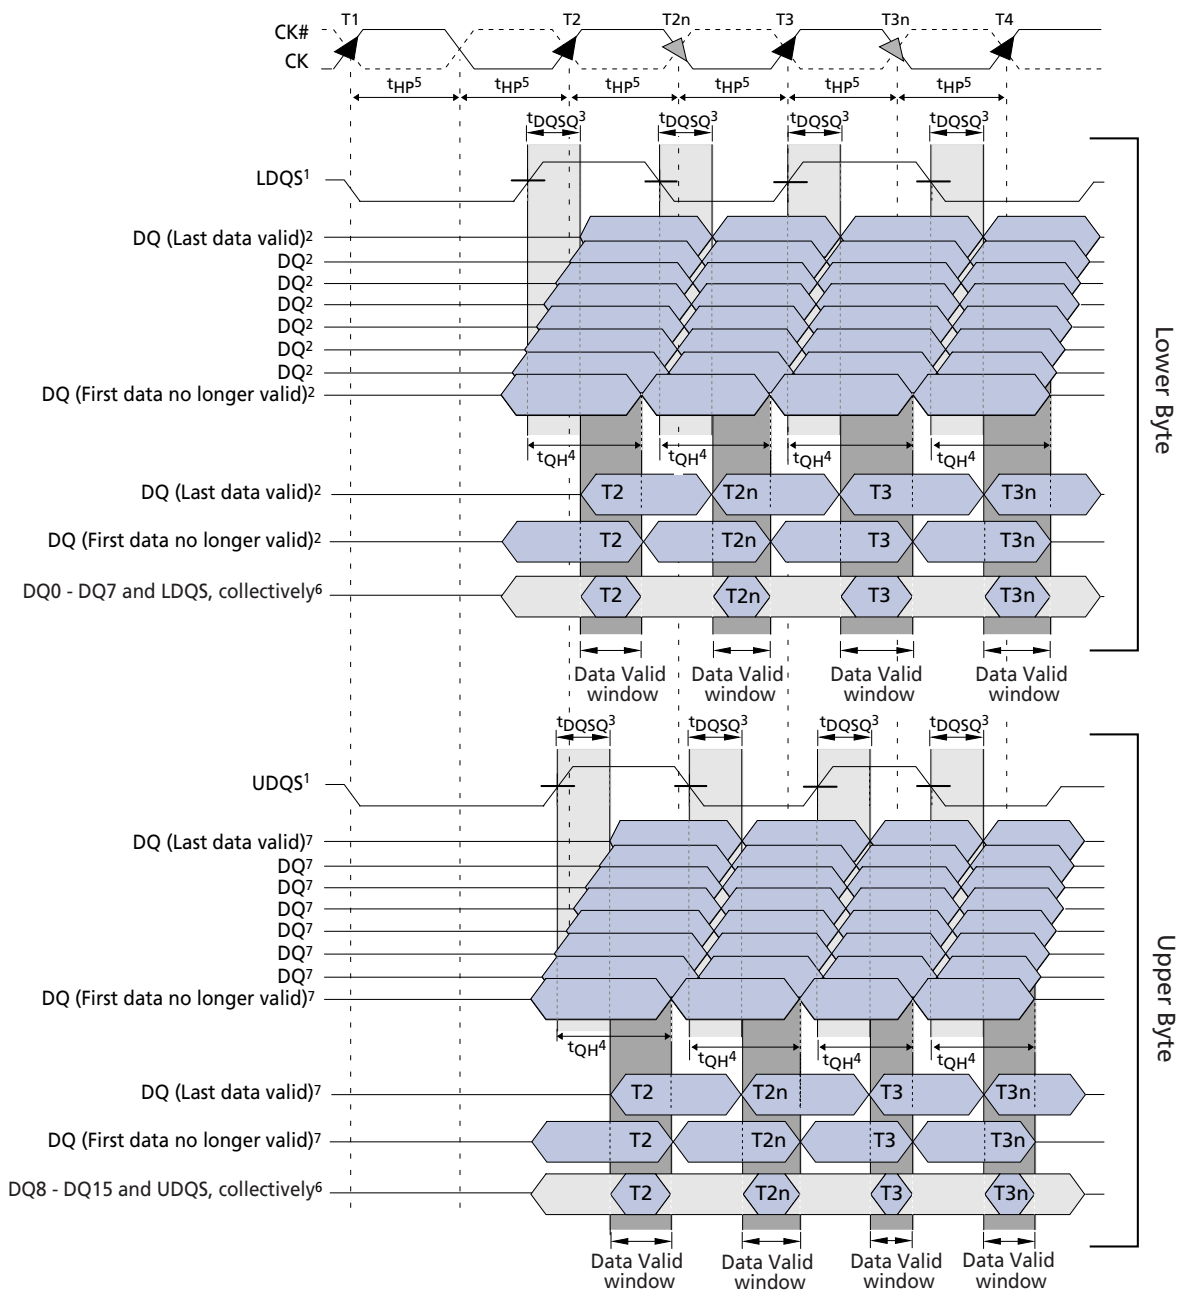 T1 T2 T2n T3 T3n T4
CK#
CK
tHP5 tHP5 tHP5 tHP5 tHP5 tHP5
tDQSQ3 tDQSQ3 tDQSQ3 tDQSQ3
LDQS1
DQ (Last data valid)2
DQ2
DQ2
DQ2
DQ2
DQ2
DQ2
DQ (First data no longer valid)2
tQH4 tQH4 tQH4 tQH4
DQ (Last data valid)2 T2 T2n T3 T3n
DQ (First data no longer valid)2 T2 T2n T3 T3n
DQ0 - DQ7 and LDQS, collectively6 T2 T2n T3 T3n
Data Valid window Data Valid window Data Valid window Data Valid window
Lower Byte
tDQSQ3 tDQSQ3 tDQSQ3 tDQSQ3
UDQS1
DQ (Last data valid)7
DQ7
DQ7
DQ7
DQ7
DQ7
DQ7
DQ (First data no longer valid)7
tQH4 tQH4 tQH4 tQH4
DQ (Last data valid)7 T2 T2n T3 T3n
DQ (First data no longer valid)7 T2 T2n T3 T3n
DQ8 - DQ15 and UDQS, collectively6 T2 T2n T3 T3n
Data Valid window Data Valid window Data Valid window Data Valid window
Upper Byte